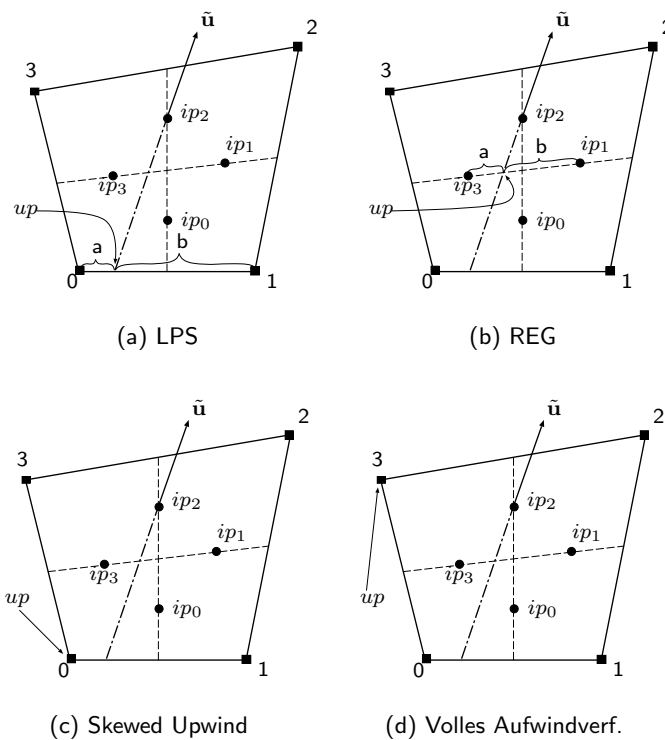 ũ
2
3
ip₂
ip₁
ip₃
up
ip₀
a
b
0
1
(a) LPS
ũ
2
3
ip₂
a
b
ip₁
ip₃
up
ip₀
0
1
(b) REG
ũ
2
3
ip₂
ip₁
ip₃
up
ip₀
0
1
(c) Skewed Upwind
ũ
2
3
ip₂
ip₁
ip₃
up
ip₀
0
1
(d) Volles Aufwindverf.